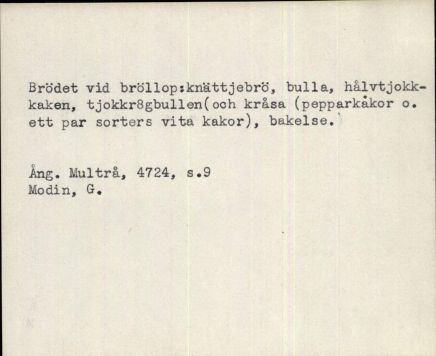 Brödet vid bröllop:knättjebrö, bulla, hålvtjokk-
kaken, tjokkr8gbullen(och kråsa (pepparkakor o.
ett par sorters vita kakor), bakelse.
Ång. Multrå, 4724, s.9
Modin, G.